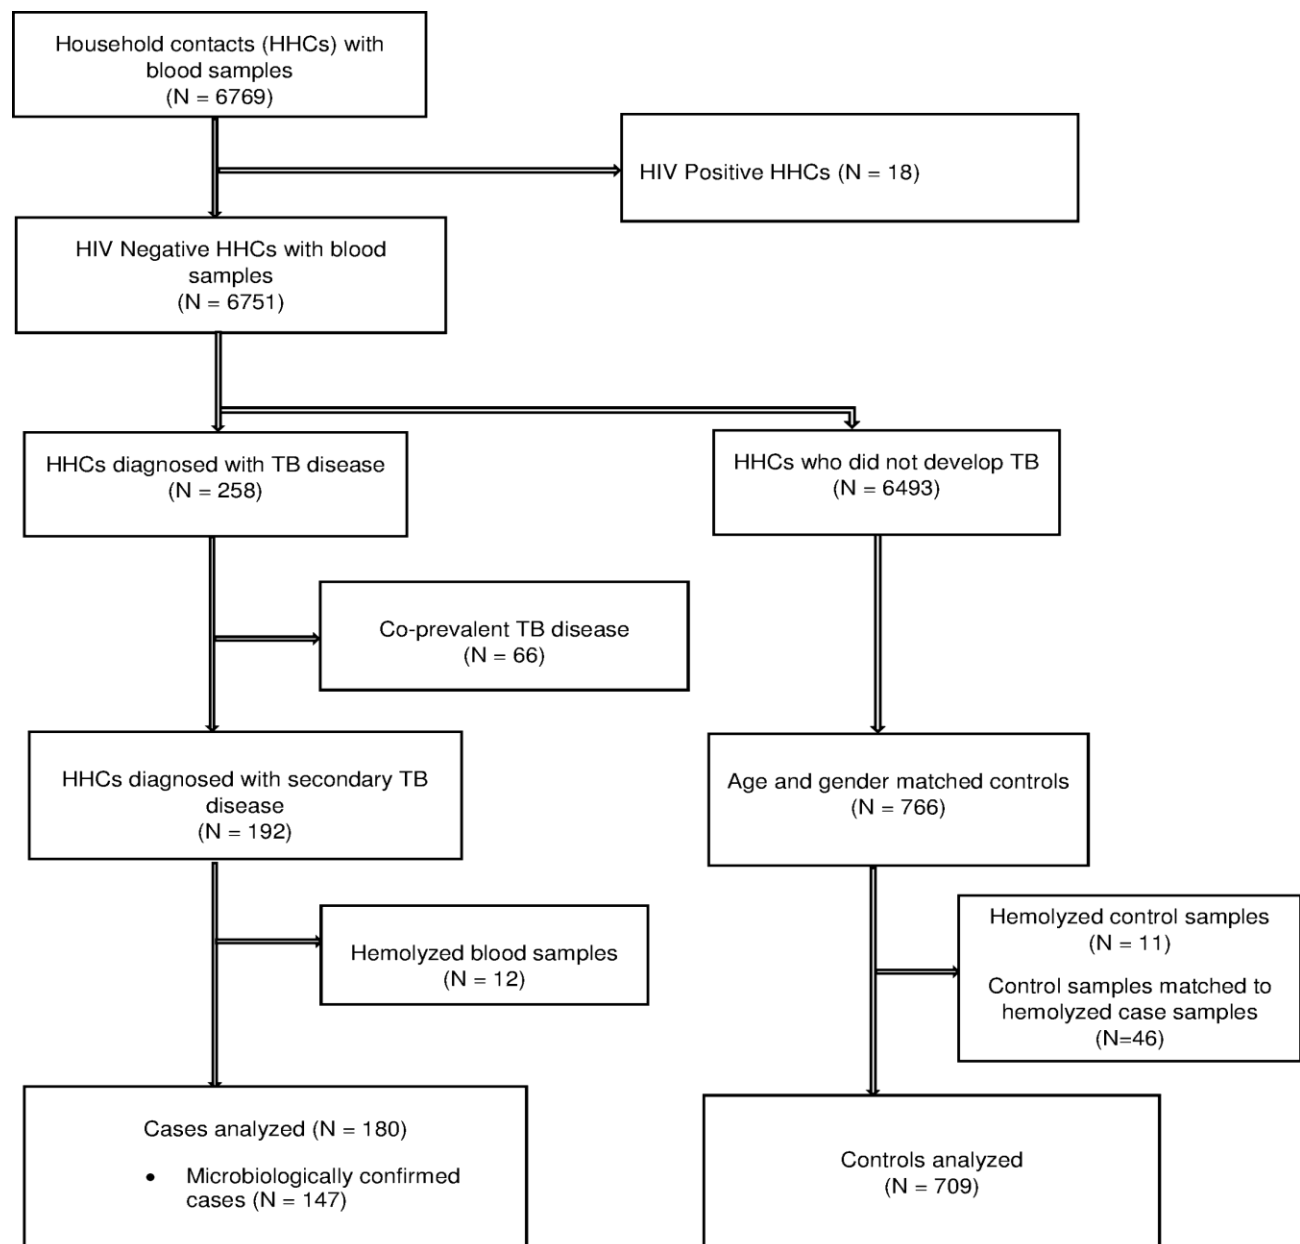 Household contacts (HHCs) with
blood samples
(N = 6769)
HIV Positive HHCs (N = 18)
HIV Negative HHCs with blood
samples
(N = 6751)
HHCs diagnosed with TB disease
(N = 258)
HHCs who did not develop TB
(N = 6493)
Co-prevalent TB disease
(N = 66)
HHCs diagnosed with secondary TB
disease
(N = 192)
Age and gender matched controls
(N = 766)
Hemolyzed blood samples
(N = 12)
Hemolyzed control samples
(N = 11)
Control samples matched to
hemolyzed case samples
(N=46)
Cases analyzed (N = 180)
• Microbiologically confirmed
cases (N = 147)
Controls analyzed
(N = 709)